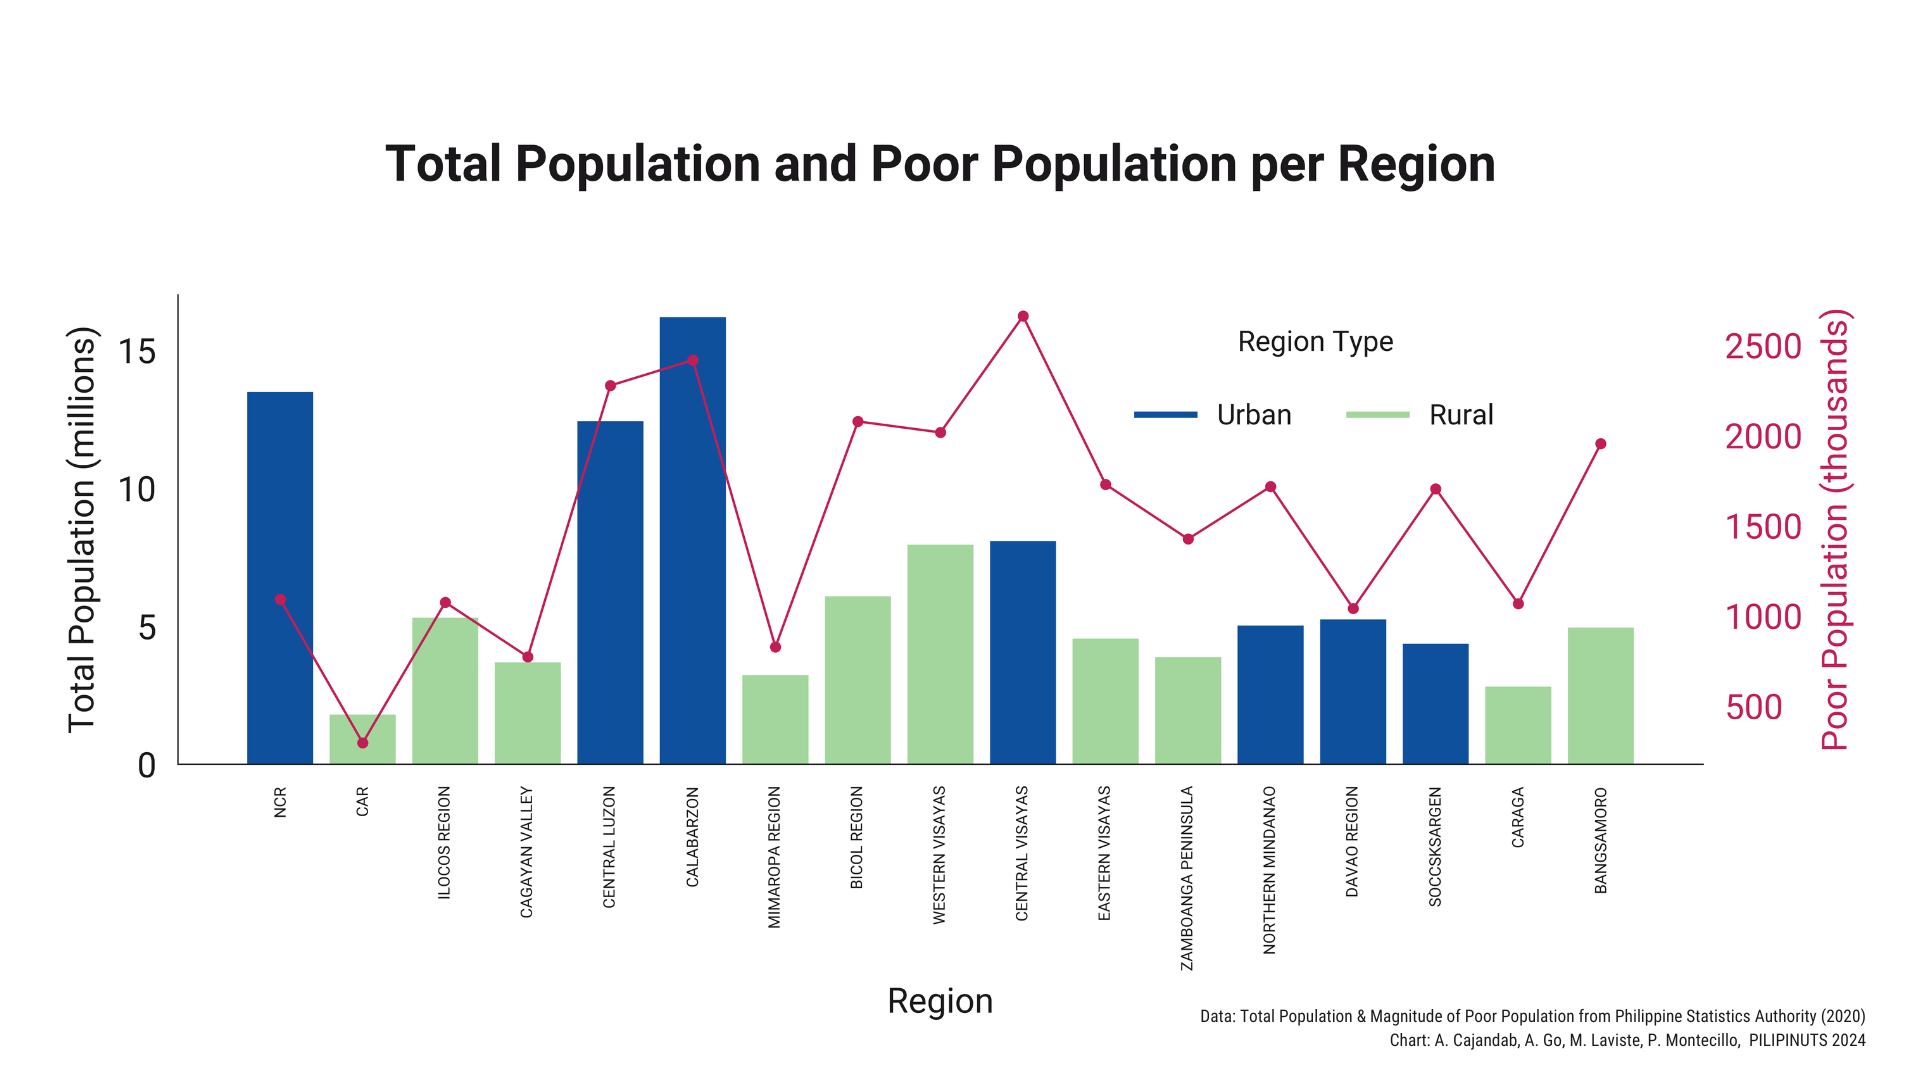 Total Population and Poor Population per Region
Total Population (millions)
15
10
5
0
Region Type
Urban
Rural
2500
2000
1500
1000
500
Poor Population (thousands)
NCR
CAR
ILOCOS REGION
CAGAYAN VALLEY
CENTRAL LUZON
CALABARZON
MIMAROPA REGION
BICOL REGION
WESTERN VISAYAS
CENTRAL VISAYAS
EASTERN VISAYAS
ZAMBOANGA PENINSULA
NORTHERN MINDANAO
DAVAO REGION
SOCCSKSARGEN
CARAGA
BANGSAMORO
Region
Data: Total Population & Magnitude of Poor Population from Philippine Statistics Authority (2020)
Chart: A. Cajandab, A. Go, M. Laviste, P. Montecillo, PILIPINUTS 2024